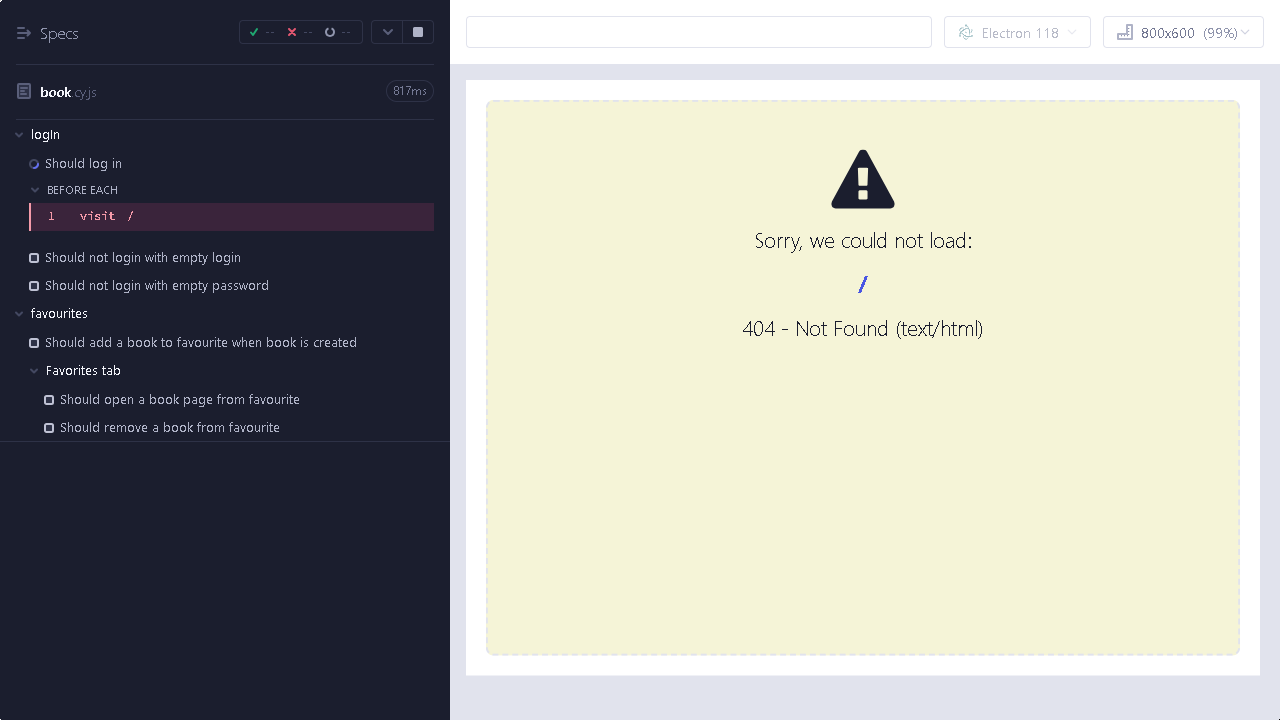 Specs
-- -- --
book.cy.js 817ms
logIn
Should log in
BEFORE EACH
1 visit /
Should not login with empty login
Should not login with empty password
favourites
Should add a book to favourite when book is created
Favorites tab
Should open a book page from favourite
Should remove a book from favourite
Electron 118
800x600 (99%)
Sorry, we could not load:
/
404 - Not Found (text/html)